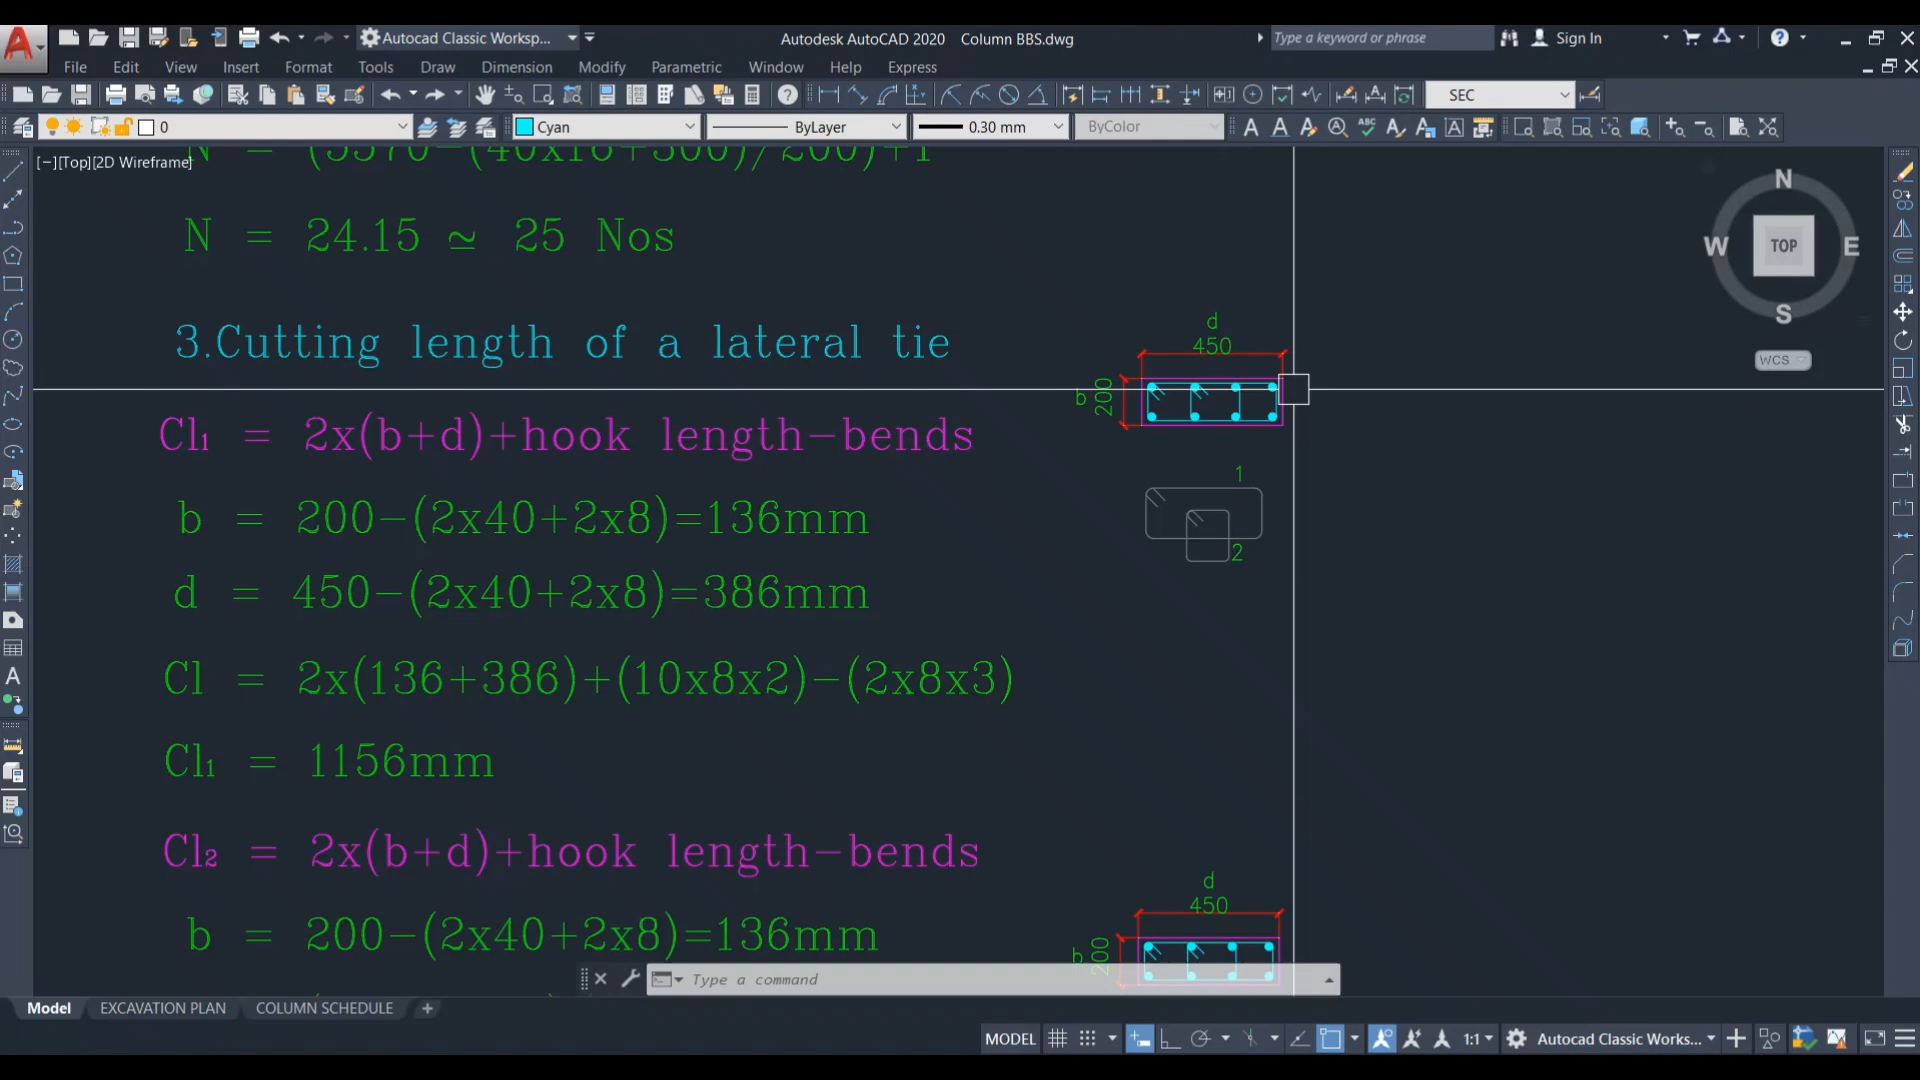 Autocad Classic Worksp...
Autodesk AutoCAD 2020 Column BBS.dwg
Type a keyword or phrase
Sign In
File Edit View Insert Format Tools Draw Dimension Modify Parametric Window Help Express
SEC
0
Cyan
ByLayer
0.30 mm
ByColor
[−][Top][2D Wireframe]
N = (5570−(40x16+300)/200)+1
N = 24.15 ≃ 25 Nos
3.Cutting length of a lateral tie
Cl₁ = 2x(b+d)+hook length−bends
b = 200−(2x40+2x8)=136mm
d = 450−(2x40+2x8)=386mm
Cl = 2x(136+386)+(10x8x2)−(2x8x3)
Cl₁ = 1156mm
Cl₂ = 2x(b+d)+hook length−bends
b = 200−(2x40+2x8)=136mm
d
450
b
200
1
2
d
450
b
200
N
W
TOP
E
S
WCS
Type a command
Model EXCAVATION PLAN COLUMN SCHEDULE
MODEL
1:1
Autocad Classic Works...